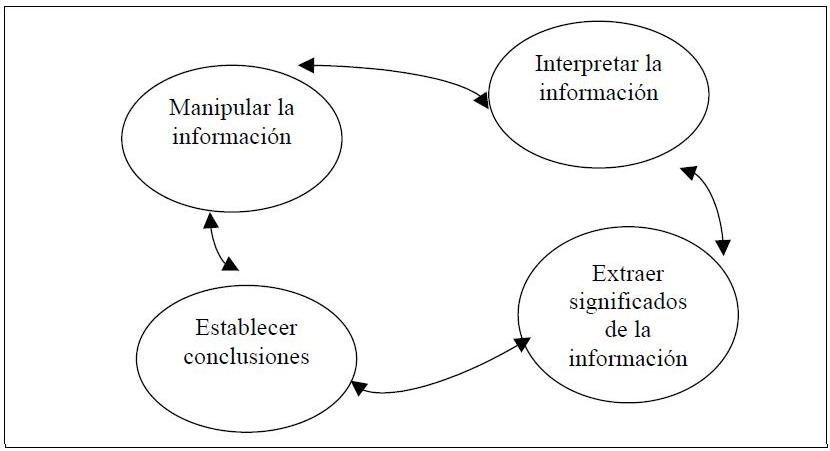 Manipular la
información
Interpretar la
información
Extraer
significados
de la
información
Establecer
conclusiones